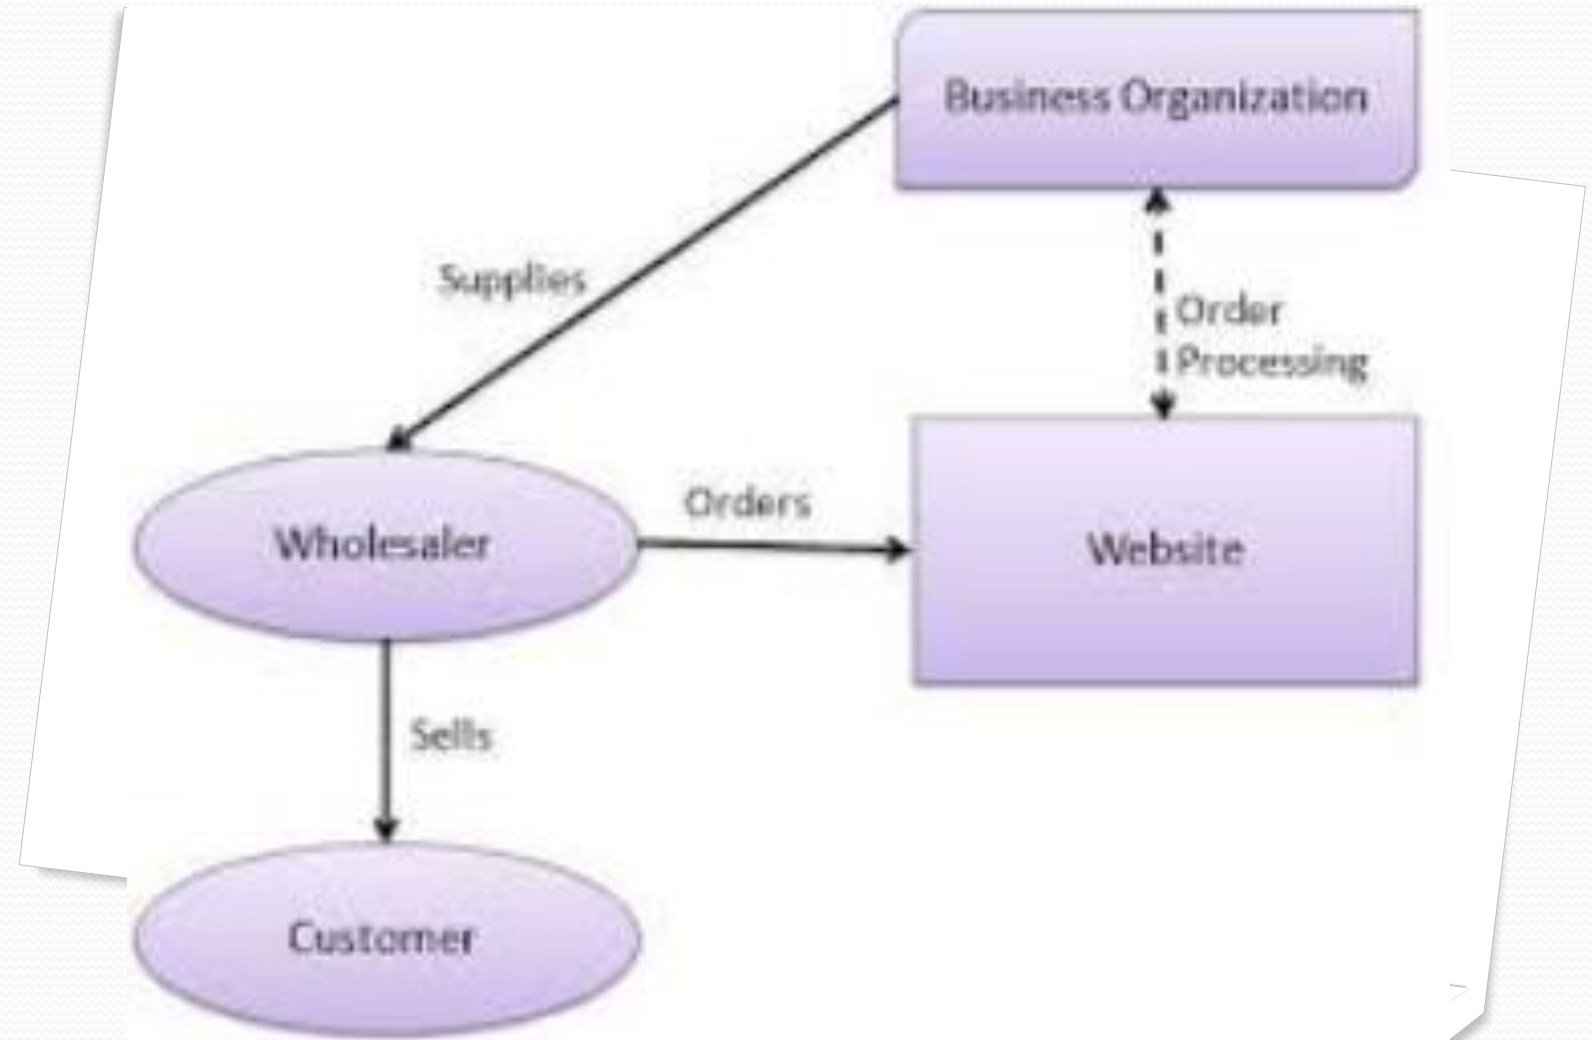 Business Organization
Supplies
Order
Processing
Orders
Wholesaler
Website
Sells
Customer